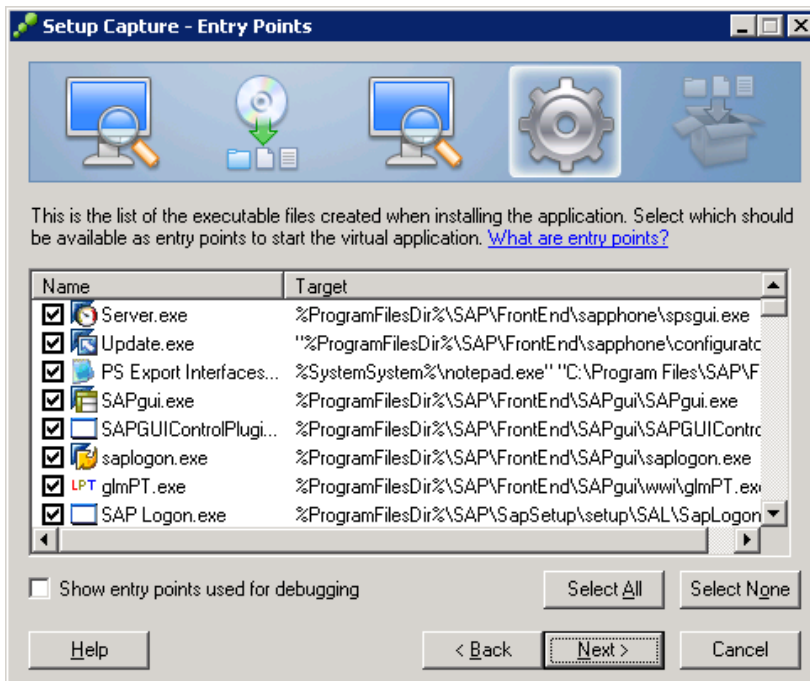 Setup Capture - Entry Points
This is the list of the executable files created when installing the application. Select which should
be available as entry points to start the virtual application. What are entry points?
Name Target
Server.exe %ProgramFilesDir%\SAP\FrontEnd\sapphone\spsgui.exe
Update.exe "%ProgramFilesDir%\SAP\FrontEnd\sapphone\configuratc
PS Export Interfaces... %SystemSystem%\notepad.exe" "C:\Program Files\SAP\F
SAPgui.exe %ProgramFilesDir%\SAP\FrontEnd\SAPgui\SAPgui.exe
SAPGUIControlPlugi... %ProgramFilesDir%\SAP\FrontEnd\SAPgui\SAPGUIContrc
saplogon.exe %ProgramFilesDir%\SAP\FrontEnd\SAPgui\saplogon.exe
LPT glmPT.exe %ProgramFilesDir%\SAP\FrontEnd\SAPgui\wwi\glmPT.exe
SAP Logon.exe %ProgramFilesDir%\SAP\SapSetup\setup\SAL\SapLogon
Show entry points used for debugging Select All Select None
Help < Back Next > Cancel